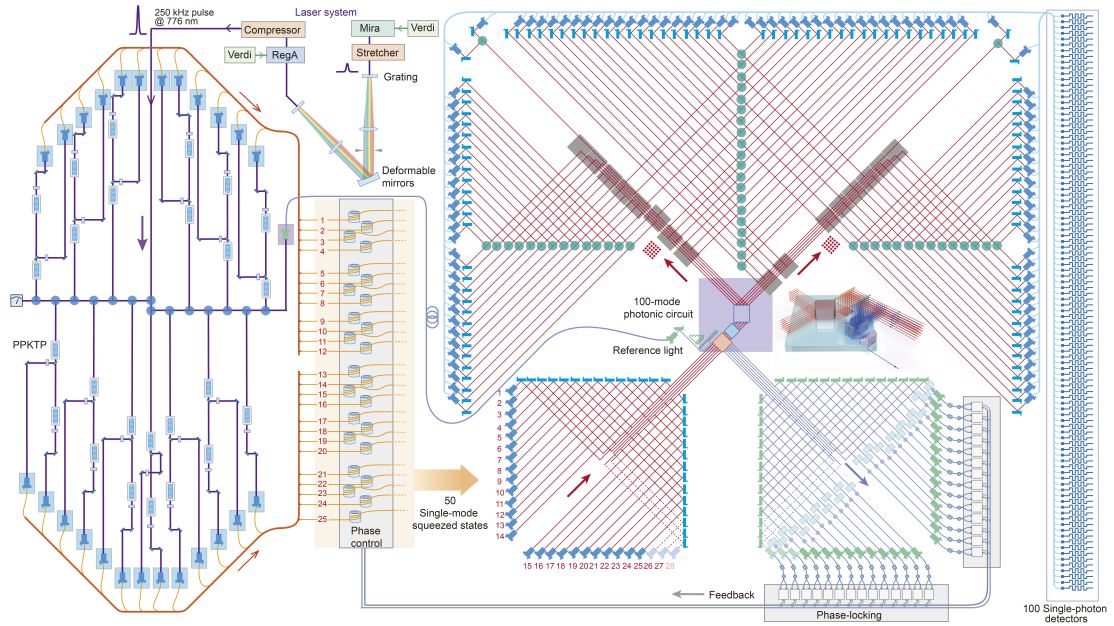 250 kHz pulse
@ 776 nm
Laser system
Compressor
Mira
Verdi
Verdi
RegA
Stretcher
Grating
Deformable
mirrors
PPKTP
1
2
3
4
5
6
7
8
9
10
11
12
13
14
15
16
17
18
19
20
21
22
23
24
25
Phase
control
50
Single-mode
squeezed states
100-mode
photonic circuit
Reference light
1
2
3
4
5
6
7
8
9
10
11
12
13
14
15 16 17 18 19 20 21 22 23 24 25 26 27 28
Feedback
Phase-locking
100 Single-photon
detectors